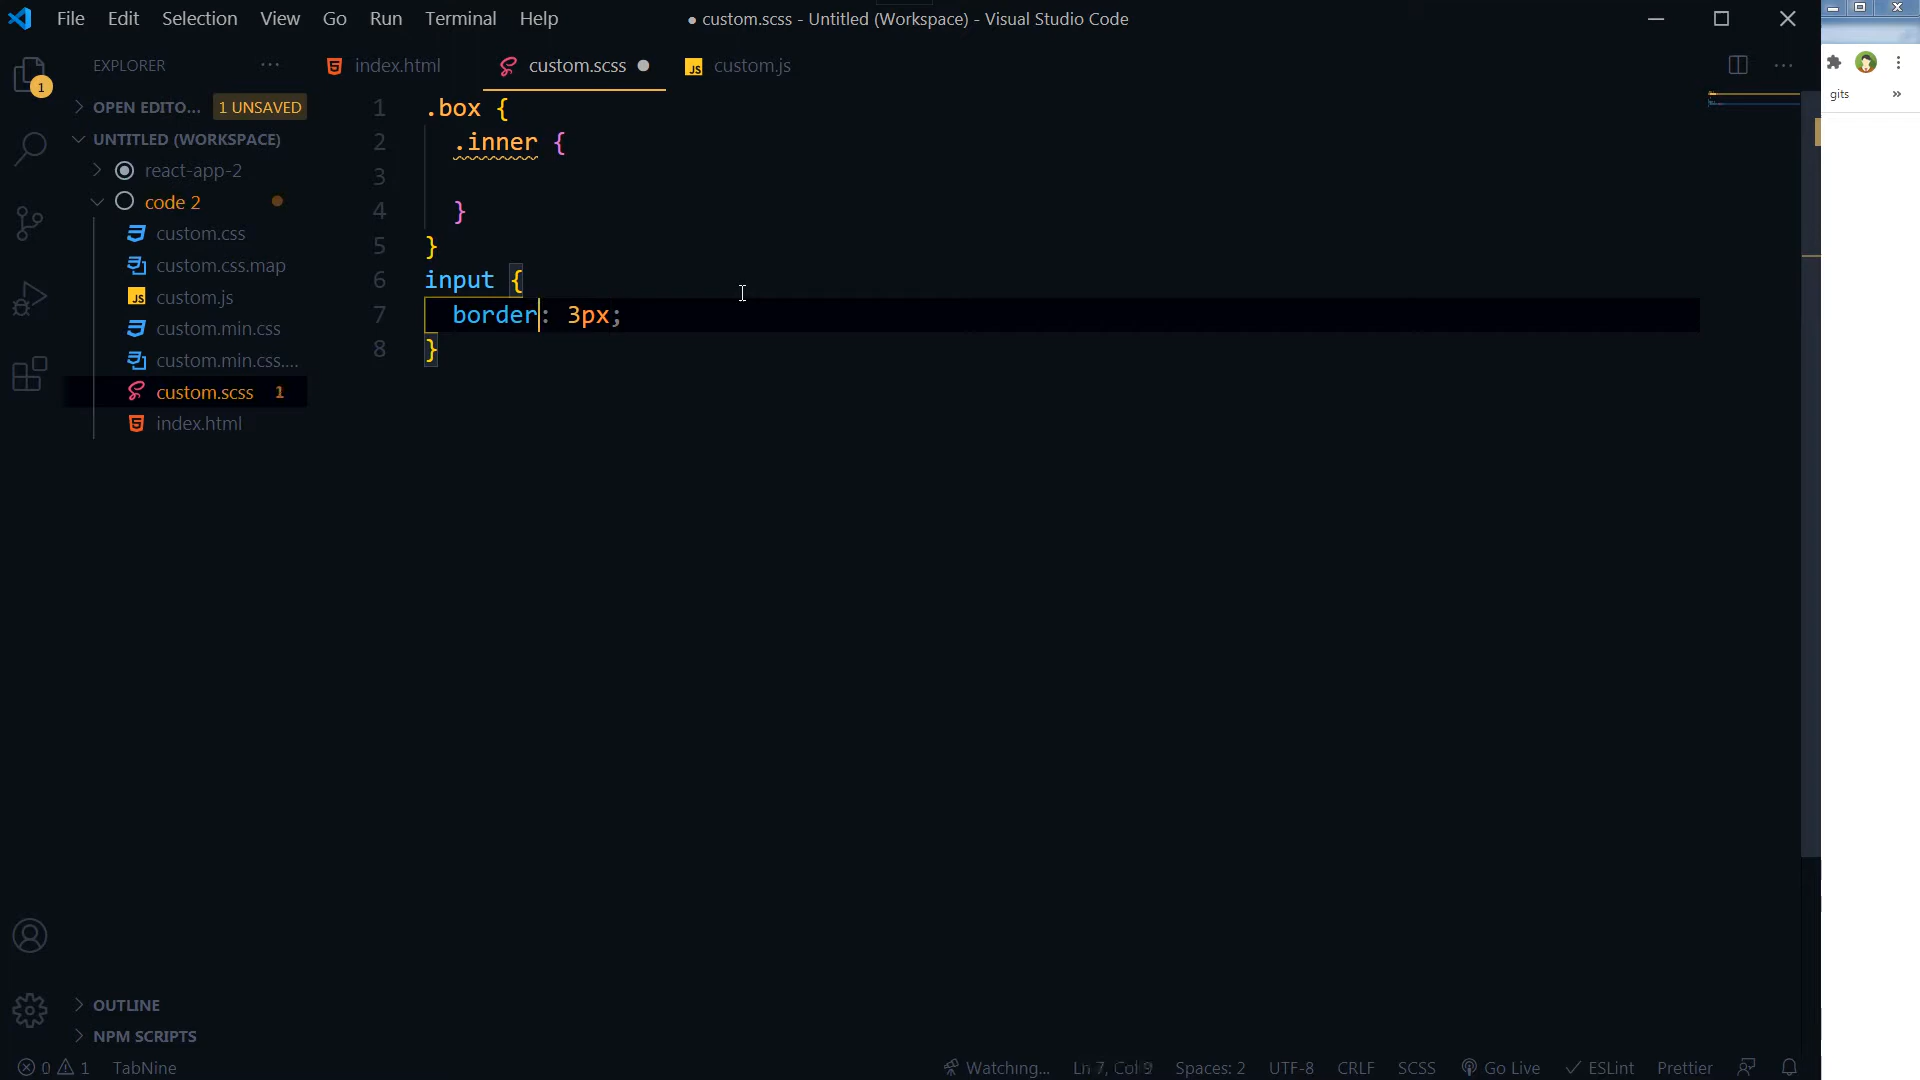 File Edit Selection View Go Run Terminal Help
● custom.scss - Untitled (Workspace) - Visual Studio Code
EXPLORER
index.html
custom.scss
JS custom.js
gits
OPEN EDITO... 1 UNSAVED
UNTITLED (WORKSPACE)
react-app-2
code 2
custom.css
custom.css.map
JS custom.js
custom.min.css
custom.min.css....
custom.scss 1
index.html
1 .box {
2 .inner {
3
4 }
5 }
6 input {
7 border: 3px;
8 }
1
OUTLINE
NPM SCRIPTS
0 1 TabNine
Watching... Ln 7, Col 9 Spaces: 2 UTF-8 CRLF SCSS Go Live ESLint Prettier